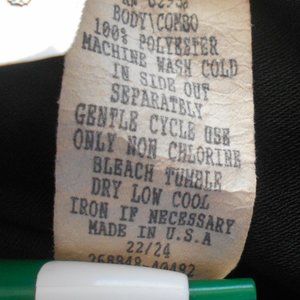 BODY\COMBO
100% POLYESTER
MACHINE WASH COLD
IN SIDE OUT
SEPARATELY
GENTLE CYCLE USE
ONLY NON CHLORINE
BLEACH TUMBLE
DRY LOW COOL
IRON IF NECESSARY
MADE IN U.S.A
22/24